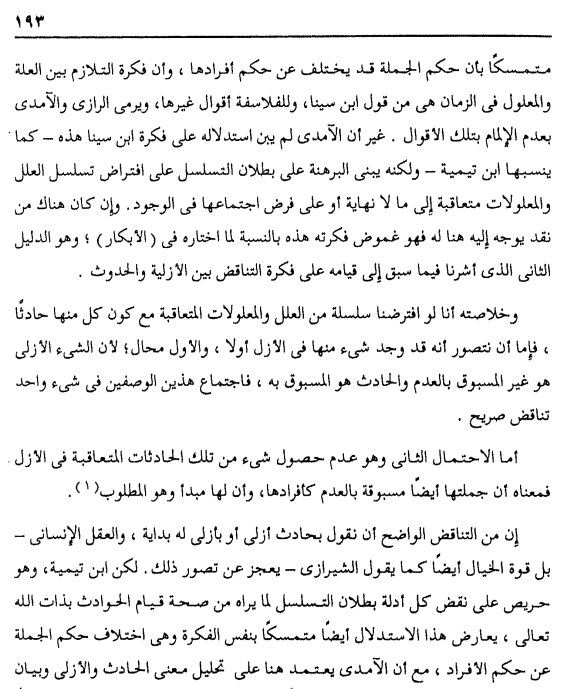 ١٩٣
متمسكًا بأن حكم الجملة قد يختلف عن حكم أفرادها ، وأن فكرة التلازم بين العلة
والمعلول فى الزمان هى من قول ابن سينا، وللفلاسفة أقوال غيرها، ويرمى الرازى والآمدى
بعدم الإلمام بتلك الأقوال . غير أن الآمدى لم يبن استدلاله على فكرة ابن سينا هذه – كما
ينسبها ابن تيمية – ولكنه يبنى البرهنة على بطلان التسلسل على افتراض تسلسل العلل
والمعلولات متعاقبة إلى ما لا نهاية أو على فرض اجتماعها فى الوجود. وإن كان هناك من
نقد يوجه إليه هنا له فهو غموض فكرته هذه بالنسبة لما اختاره فى (الأبكار) ؛ وهو الدليل
الثانى الذى أشرنا فيما سبق إلى قيامه على فكرة التناقض بين الأزلية والحدوث .
وخلاصته أنا لو افترضنا سلسلة من العلل والمعلولات المتعاقبة مع كون كل منها حادثًا
، فإما أن نتصور أنه قد وجد شىء منها فى الأزل أولا ، والأول محال؛ لأن الشىء الأزلى
هو غير المسبوق بالعدم والحادث هو المسبوق به ، فاجتماع هذين الوصفين فى شىء واحد
تناقض صريح .
أما الاحتمال الثانى وهو عدم حصول شىء من تلك الحادثات المتعاقبة فى الأزل
فمعناه أن جملتها أيضًا مسبوقة بالعدم كأفرادها، وأن لها مبدأ وهو المطلوب(١).
إن من التناقض الواضح أن نقول بحادث أزلى أو بأزلى له بداية ، والعقل الإنسانى –
بل قوة الخيال أيضًا كما يقول الشيرازى – يعجز عن تصور ذلك. لكن ابن تيمية، وهو
حريص على نقض كل أدلة بطلان التسلسل لما يراه من صحة قيام الحوادث بذات الله
تعالى ، يعارض هذا الاستدلال أيضًا متمسكًا بنفس الفكرة وهى اختلاف حكم الجملة
عن حكم الأفراد ، مع أن الآمدى يعتمد هنا على تحليل معنى الحادث والأزلى وبيان